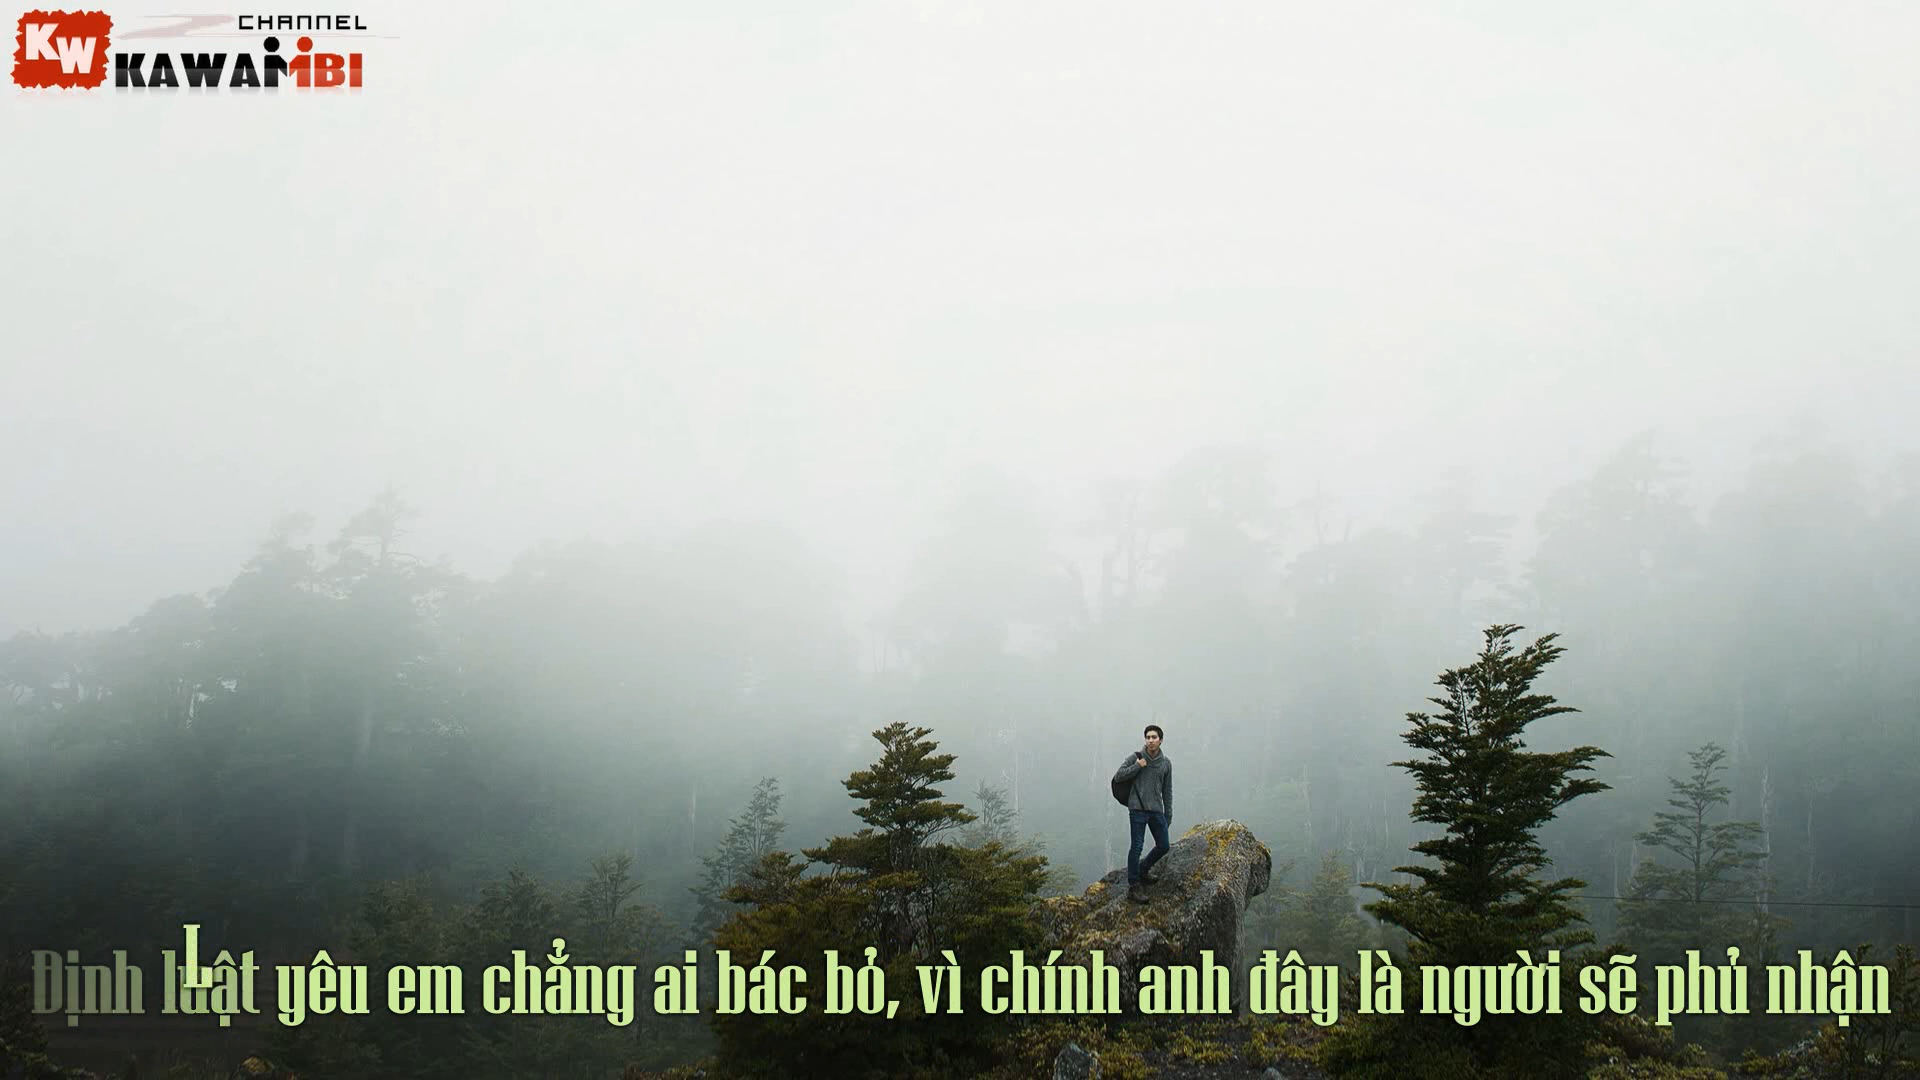 KW
CHANNEL
KAWAMBI
L
Định luật yêu em chẳng ai bác bỏ, vì chính anh đây là người sẽ phủ nhận